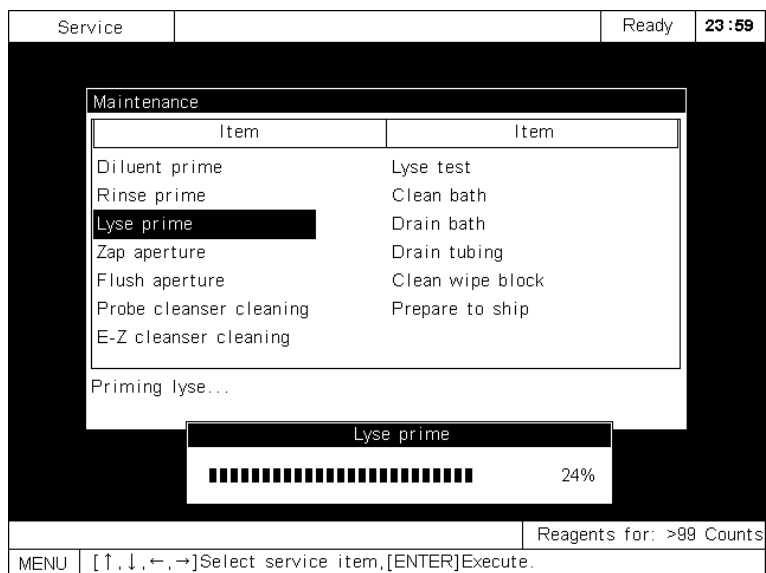 Service Ready 23:59
Maintenance
Item Item
Diluent prime Lyse test
Rinse prime Clean bath
Lyse prime Drain bath
Zap aperture Drain tubing
Flush aperture Clean wipe block
Probe cleanser cleaning Prepare to ship
E-Z cleanser cleaning
Priming lyse...
Lyse prime
24%
Reagents for: >99 Counts
MENU [↑,↓,←,→]Select service item,[ENTER]Execute.